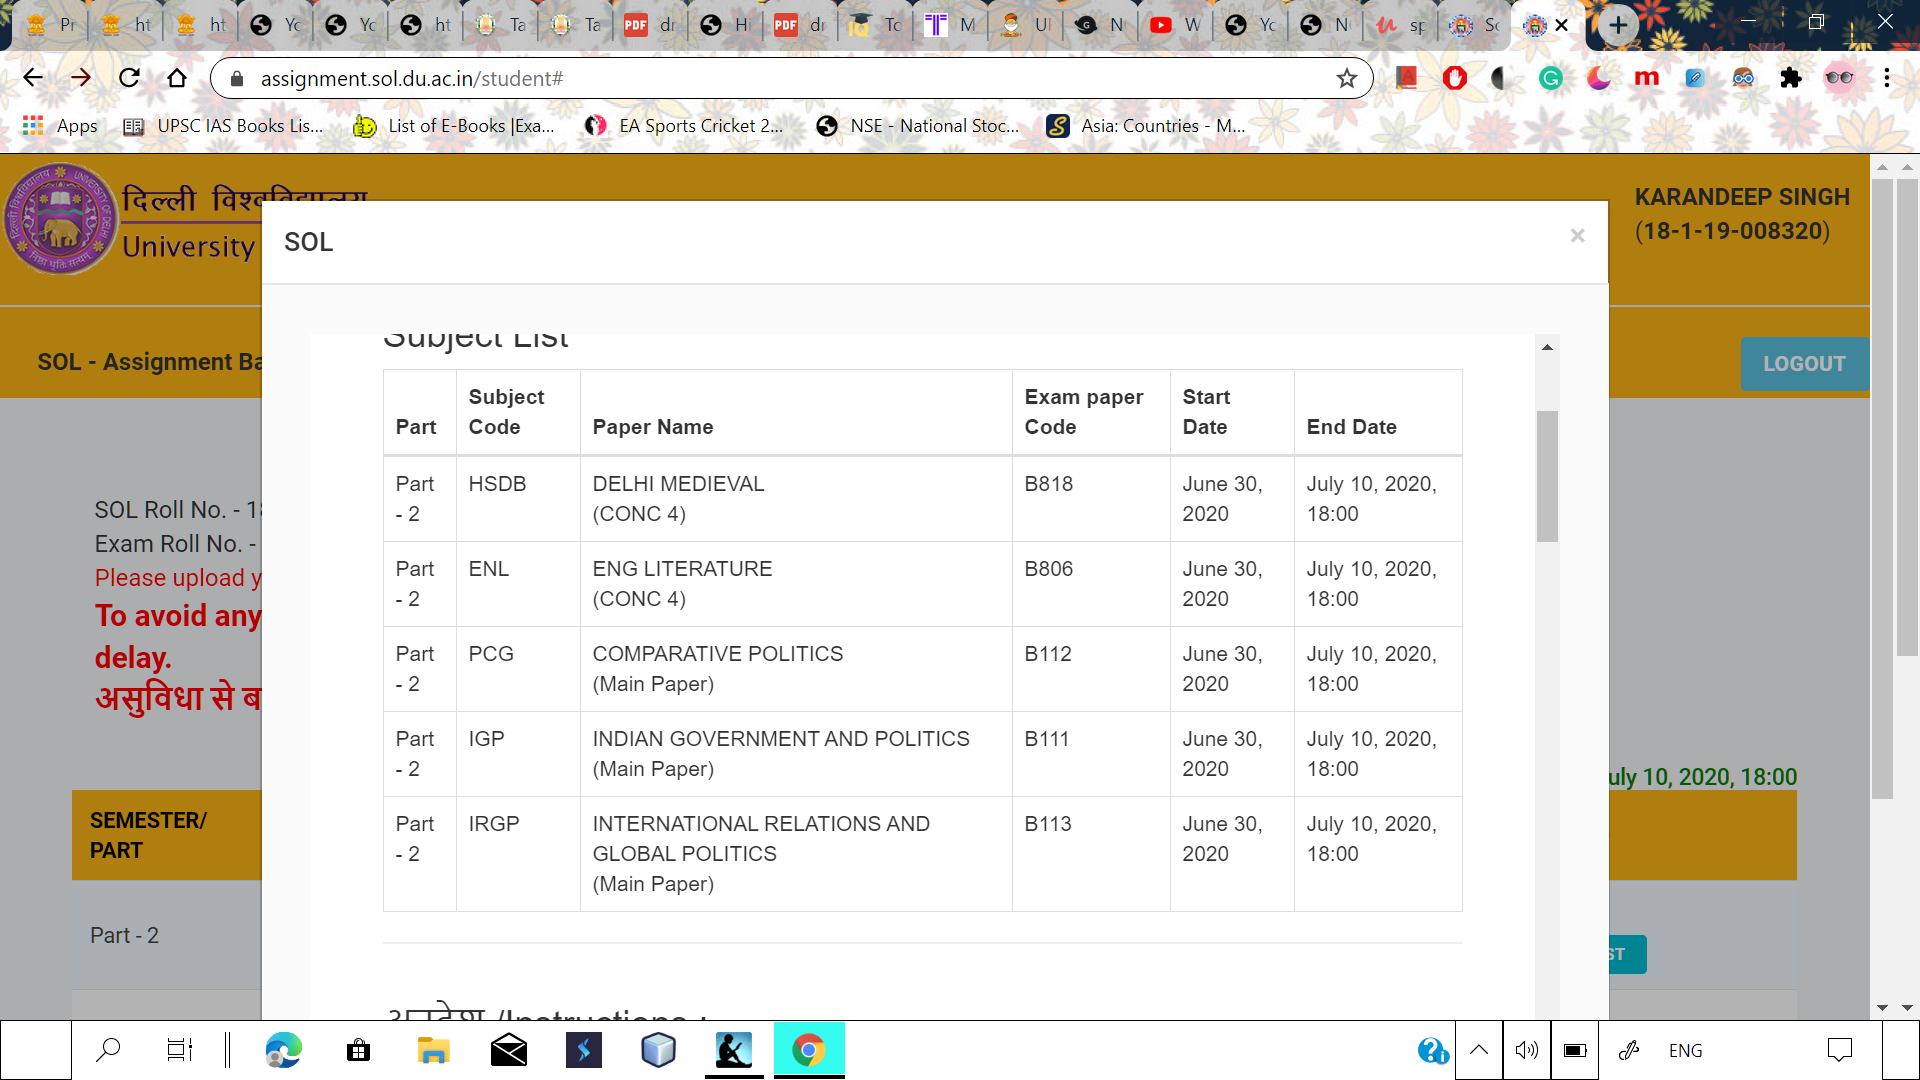 Pr
ht
ht
Yc
Yc
ht
Ta
Ta
PDF
dr
Hi
PDF
di
Tc
M
UI
N
W
Yc
N
sp
Sc
assignment.sol.du.ac.in/student#
Apps
UPSC IAS Books Lis...
List of E-Books |Exa...
EA Sports Cricket 2...
NSE - National Stoc...
Asia: Countries - M...
दिल्ली विश्वविद्यालय
University
KARANDEEP SINGH
(18-1-19-008320)
SOL
×
SOL - Assignment Ba
LOGOUT
Subject List
Part
Subject Code
Paper Name
Exam paper Code
Start Date
End Date
Part - 2
HSDB
DELHI MEDIEVAL
(CONC 4)
B818
June 30, 2020
July 10, 2020, 18:00
Part - 2
ENL
ENG LITERATURE
(CONC 4)
B806
June 30, 2020
July 10, 2020, 18:00
Part - 2
PCG
COMPARATIVE POLITICS
(Main Paper)
B112
June 30, 2020
July 10, 2020, 18:00
Part - 2
IGP
INDIAN GOVERNMENT AND POLITICS
(Main Paper)
B111
June 30, 2020
July 10, 2020, 18:00
Part - 2
IRGP
INTERNATIONAL RELATIONS AND
GLOBAL POLITICS
(Main Paper)
B113
June 30, 2020
July 10, 2020, 18:00
SOL Roll No. - 18
Exam Roll No. -
Please upload y
To avoid any
delay.
असुविधा से ब
uly 10, 2020, 18:00
SEMESTER/
PART
Part - 2
ST
/Instructions :
ENG